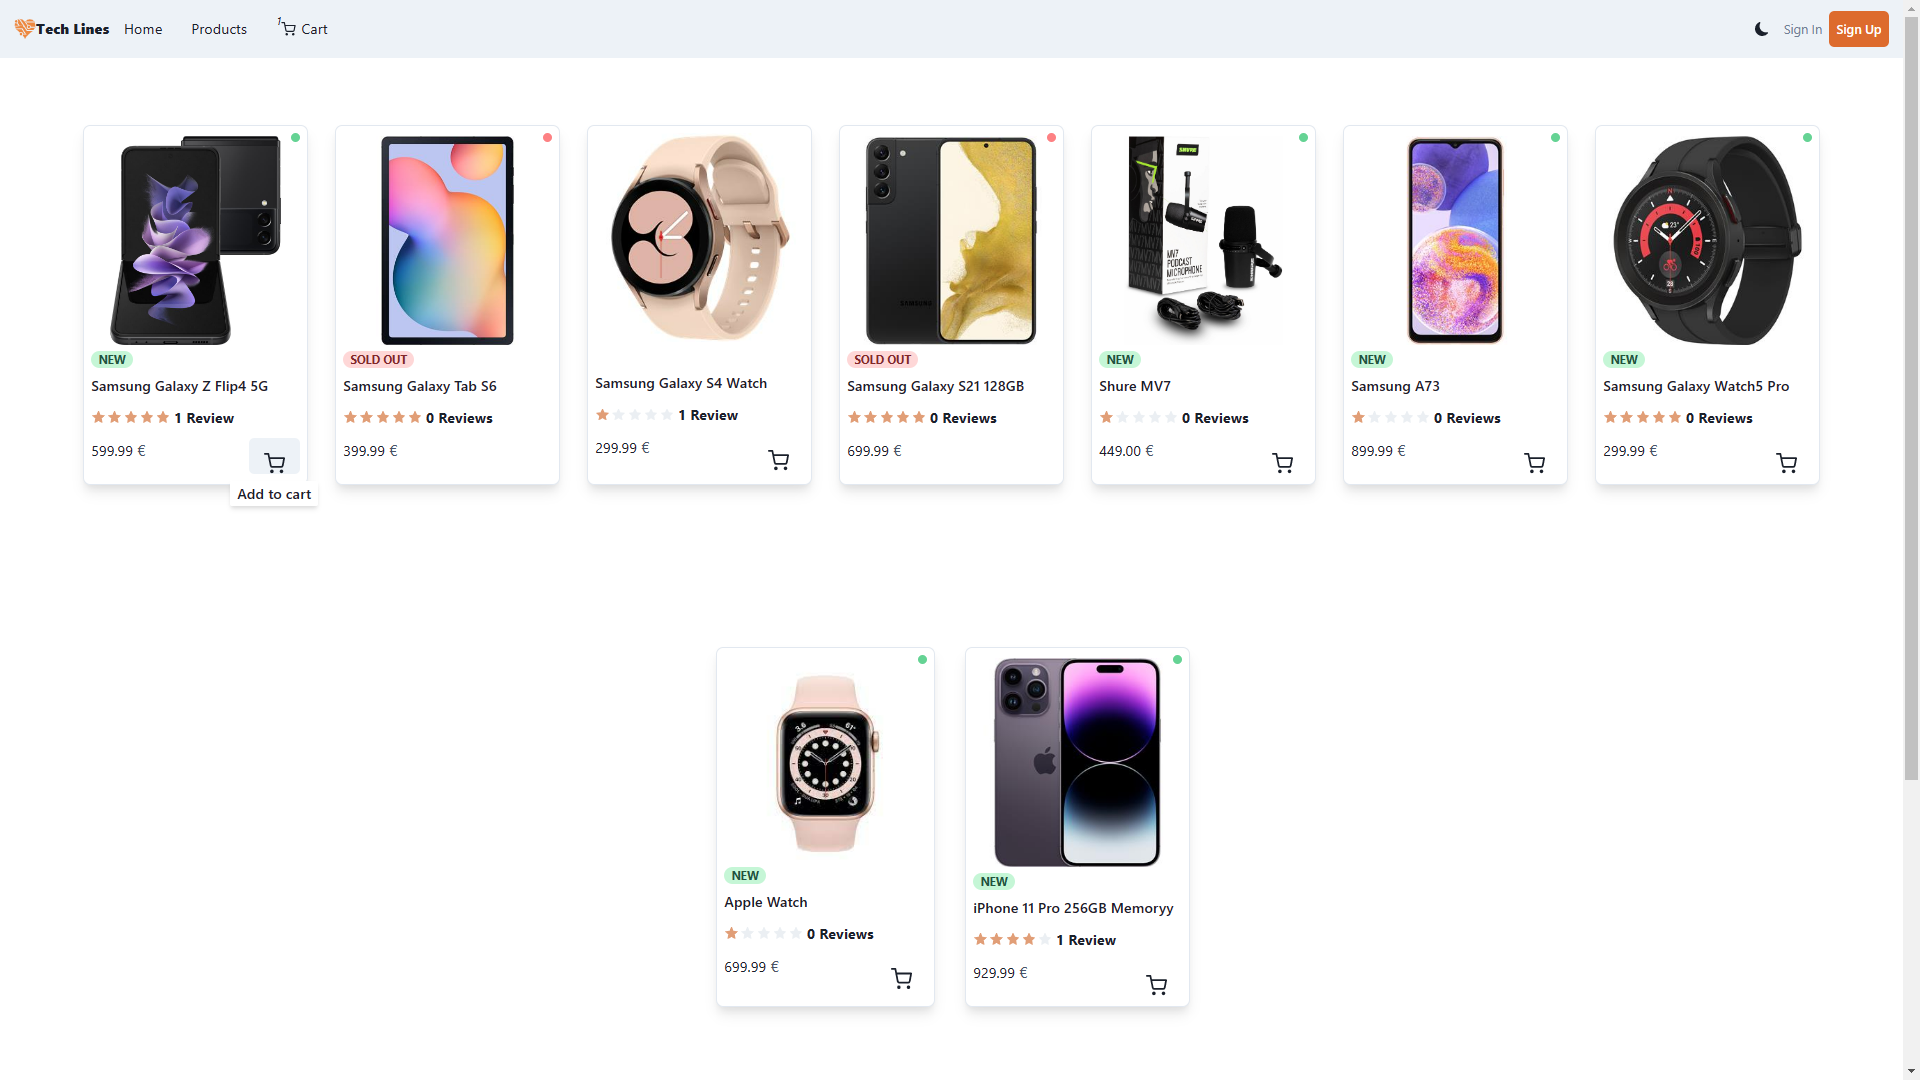 Tech Lines Home Products 1 Cart Sign In Sign Up
SHURE
MV7
PODCAST
MICROPHONE
SAMSUNG
NEW
Samsung Galaxy Z Flip4 5G
1 Review
599.99 €
Add to cart
SOLD OUT
Samsung Galaxy Tab S6
0 Reviews
399.99 €
Samsung Galaxy S4 Watch
1 Review
299.99 €
SOLD OUT
Samsung Galaxy S21 128GB
0 Reviews
699.99 €
NEW
Shure MV7
0 Reviews
449.00 €
NEW
Samsung A73
0 Reviews
899.99 €
NEW
Samsung Galaxy Watch5 Pro
0 Reviews
299.99 €
NEW
Apple Watch
0 Reviews
699.99 €
NEW
iPhone 11 Pro 256GB Memoryy
1 Review
929.99 €